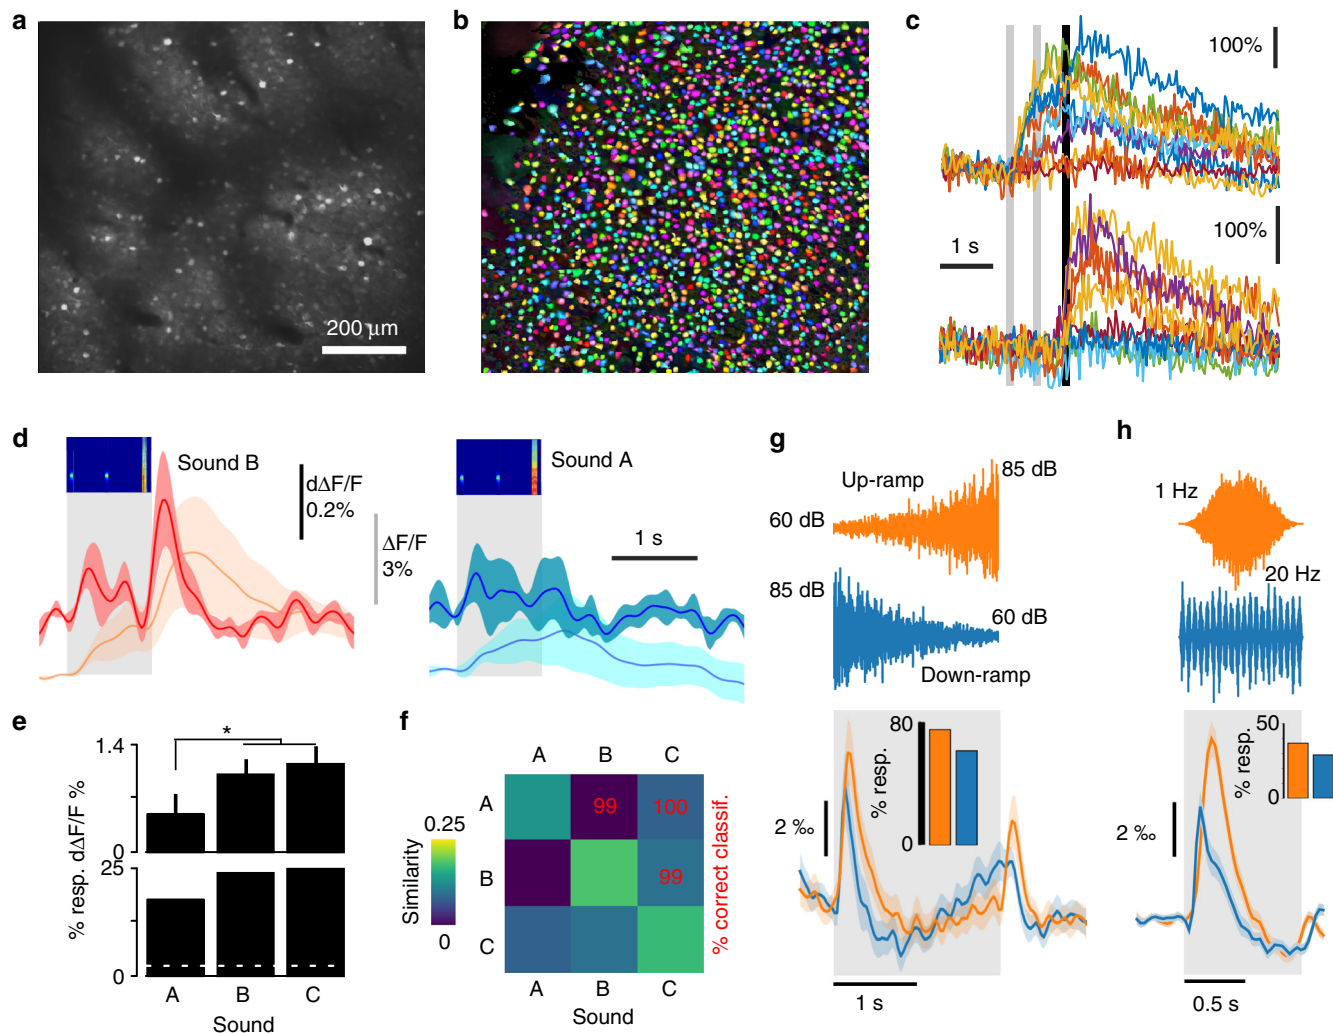 a
200 μm
b
c
100%
100%
1 s
d
Sound B
dΔF/F
0.2%
ΔF/F
3%
Sound A
1 s
e
*
1.4
0
25
0
% resp. dΔF/F %
A B C
Sound
f
A B C
A
B
C
99 100
99
A B C
0.25
0
Similarity
% correct classif.
g
Up-ramp
60 dB
85 dB
85 dB
60 dB
Down-ramp
80
0
% resp.
2 ‰
1 s
h
1 Hz
20 Hz
50
0
% resp.
2 ‰
0.5 s